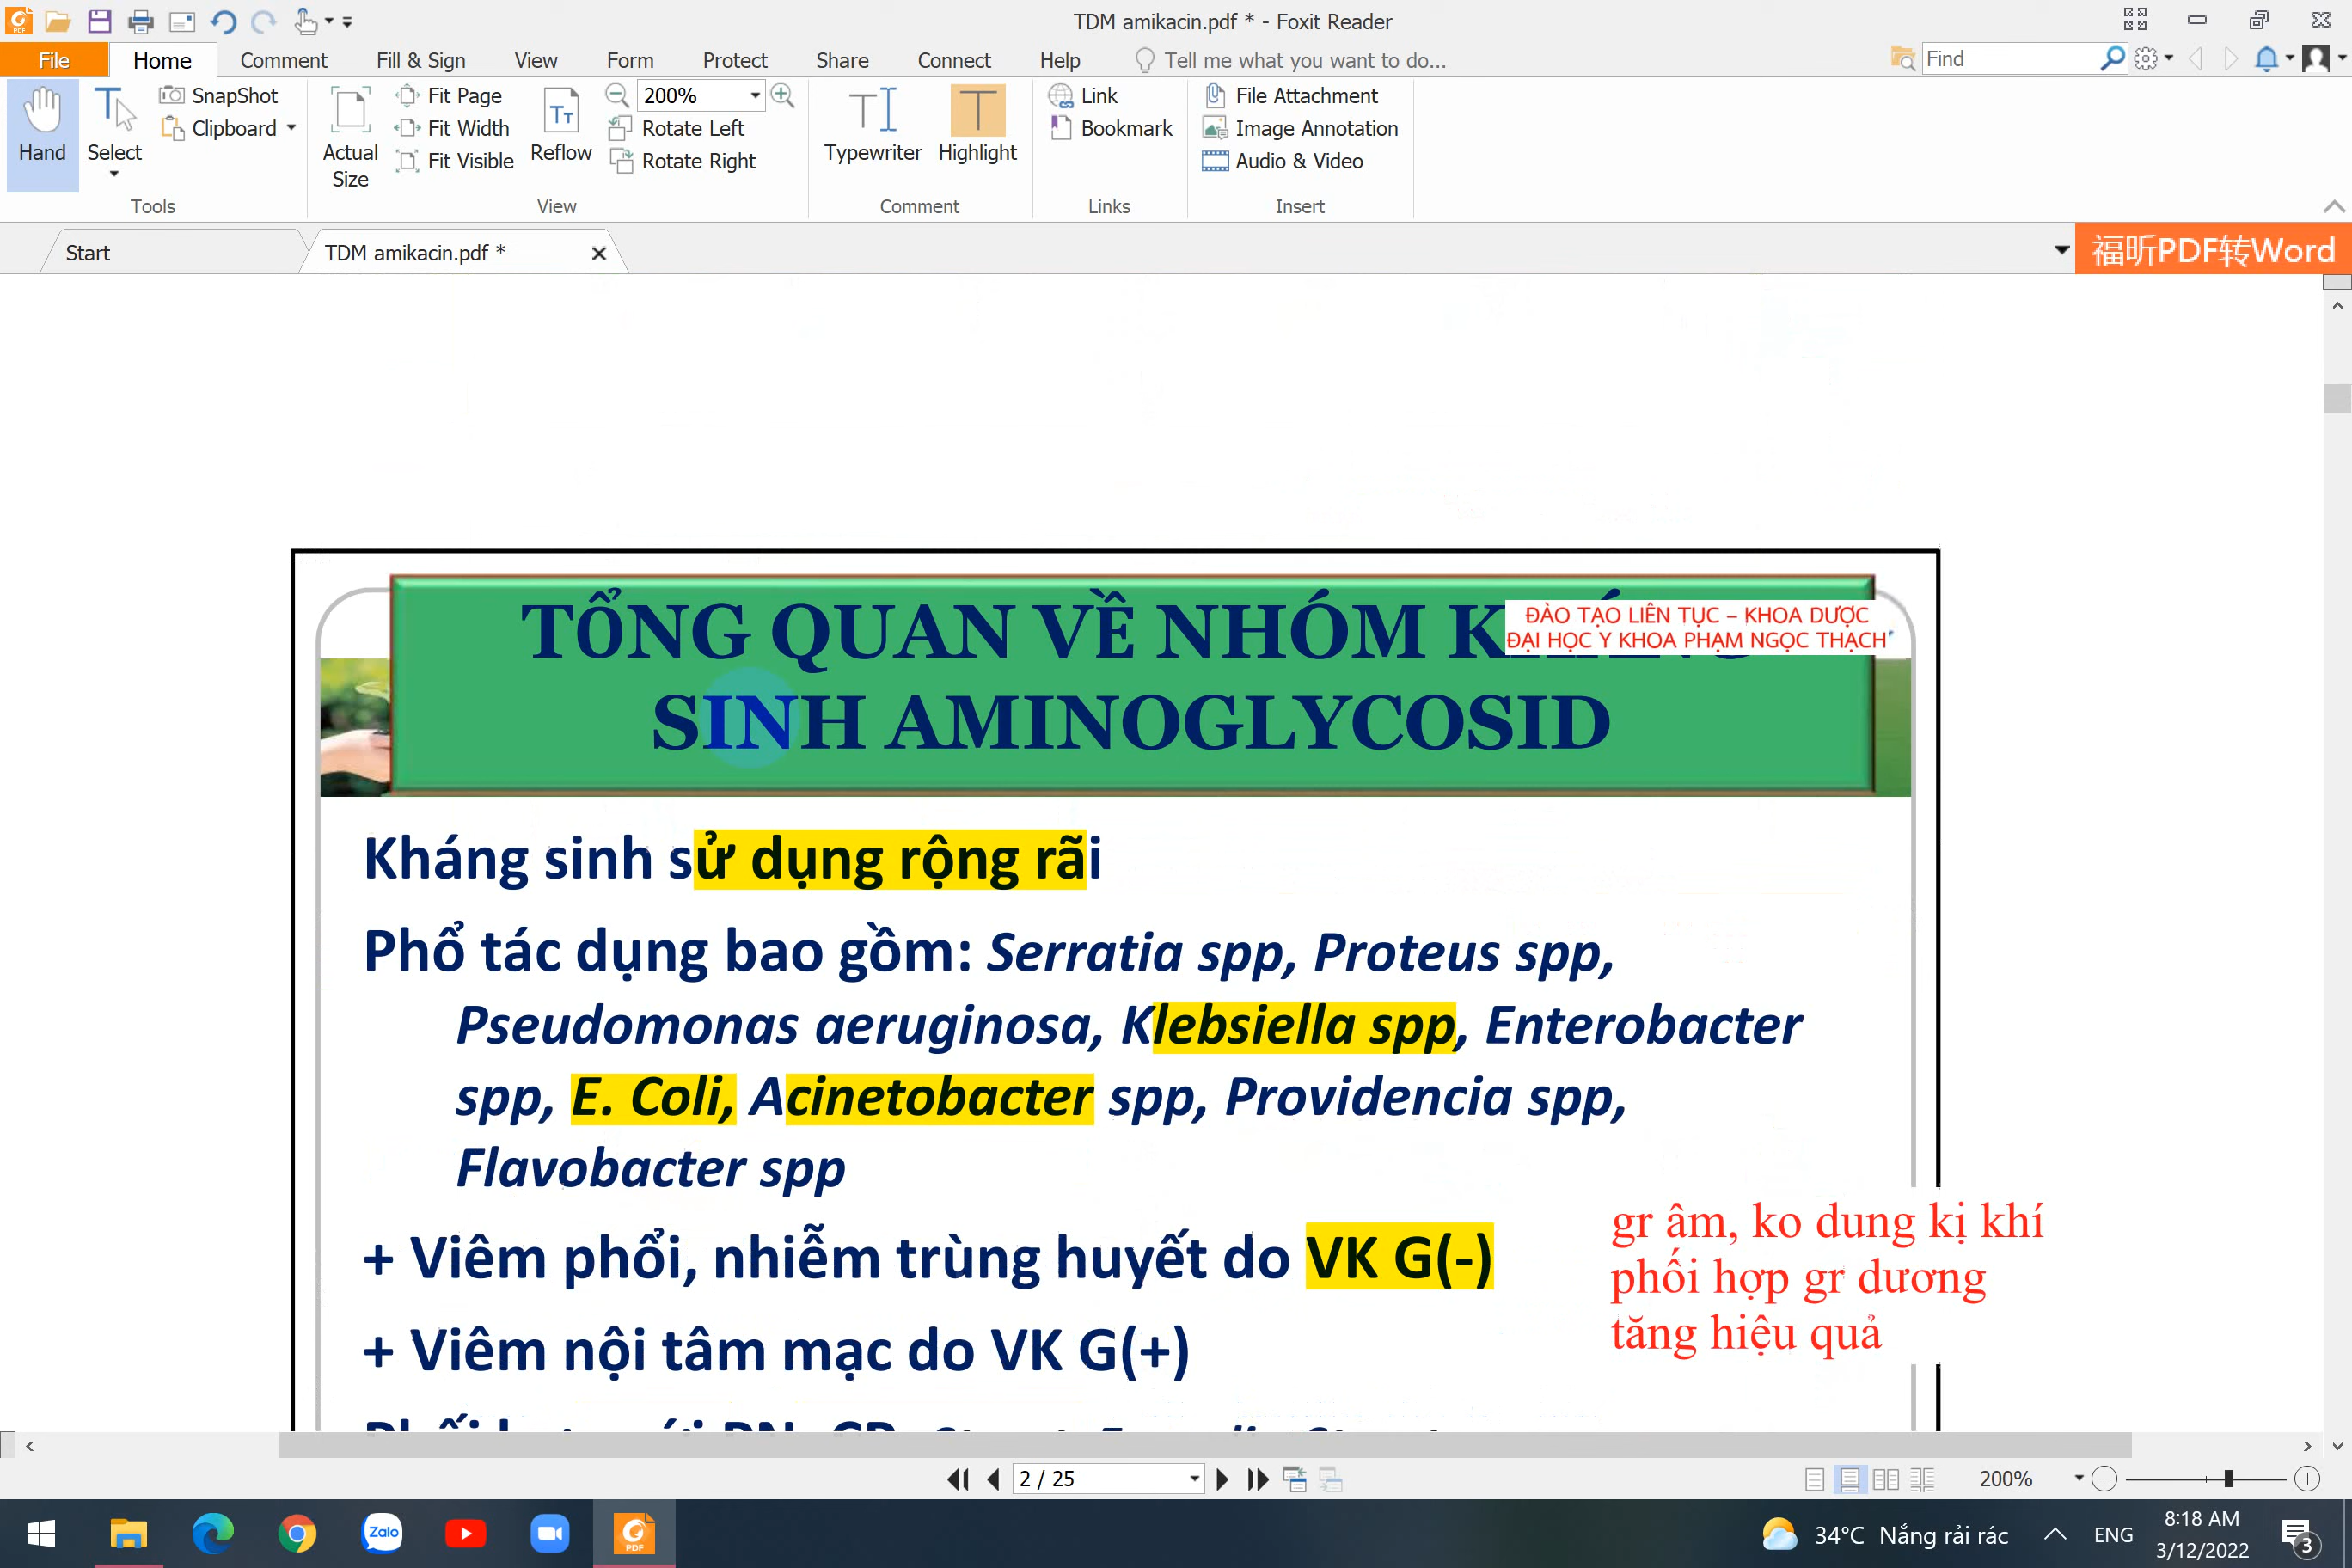 TDM amikacin.pdf * - Foxit Reader
File Home Comment Fill & Sign View Form Protect Share Connect Help Tell me what you want to do... Find
Hand
Select
SnapShot
Clipboard
Tools
Actual Size
Fit Page
Fit Width
Fit Visible
Reflow
200%
Rotate Left
Rotate Right
View
Typewriter
Highlight
Comment
Link
Bookmark
Links
File Attachment
Image Annotation
Audio & Video
Insert
Start
TDM amikacin.pdf *
福昕PDF转Word
TỔNG QUAN VỀ NHÓM
ĐÀO TẠO LIÊN TỤC – KHOA DƯỢC
ĐẠI HỌC Y KHOA PHẠM NGỌC THẠCH
SINH AMINOGLYCOSID
Kháng sinh sử dụng rộng rãi
Phổ tác dụng bao gồm: Serratia spp, Proteus spp,
Pseudomonas aeruginosa, Klebsiella spp, Enterobacter
spp, E. Coli, Acinetobacter spp, Providencia spp,
Flavobacter spp
+ Viêm phổi, nhiễm trùng huyết do VK G(-)
+ Viêm nội tâm mạc do VK G(+)
gr âm, ko dung kị khí
phối hợp gr dương
tăng hiệu quả
2 / 25
200%
Zalo
34°C Nắng rải rác
ENG
8:18 AM
3/12/2022
3